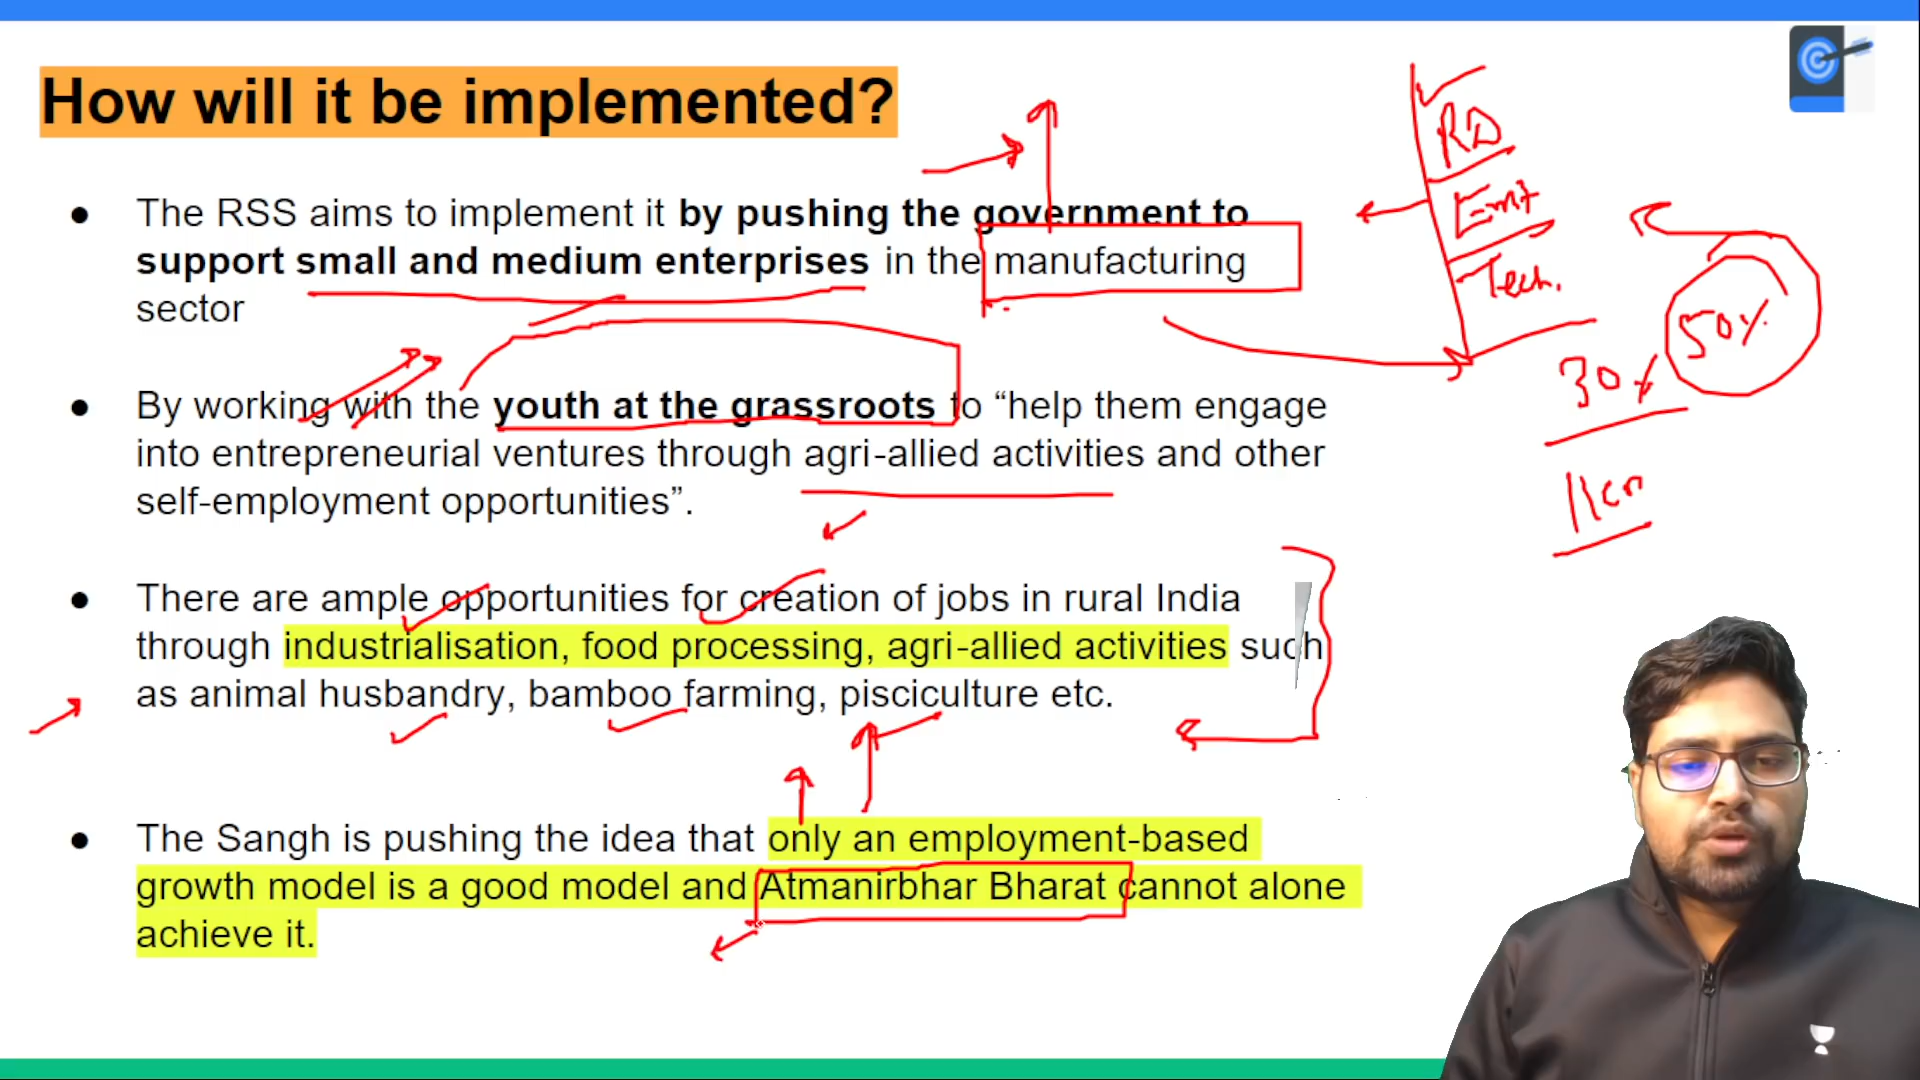 How will it be implemented?
● The RSS aims to implement it by pushing the government to
support small and medium enterprises in the manufacturing
sector
● By working with the youth at the grassroots to “help them engage
into entrepreneurial ventures through agri-allied activities and other
self-employment opportunities”.
● There are ample opportunities for creation of jobs in rural India
through industrialisation, food processing, agri-allied activities such
as animal husbandry, bamboo farming, pisciculture etc.
● The Sangh is pushing the idea that only an employment-based
growth model is a good model and Atmanirbhar Bharat cannot alone
achieve it.
RD
Emt
Tech.
50%
30%
11cr